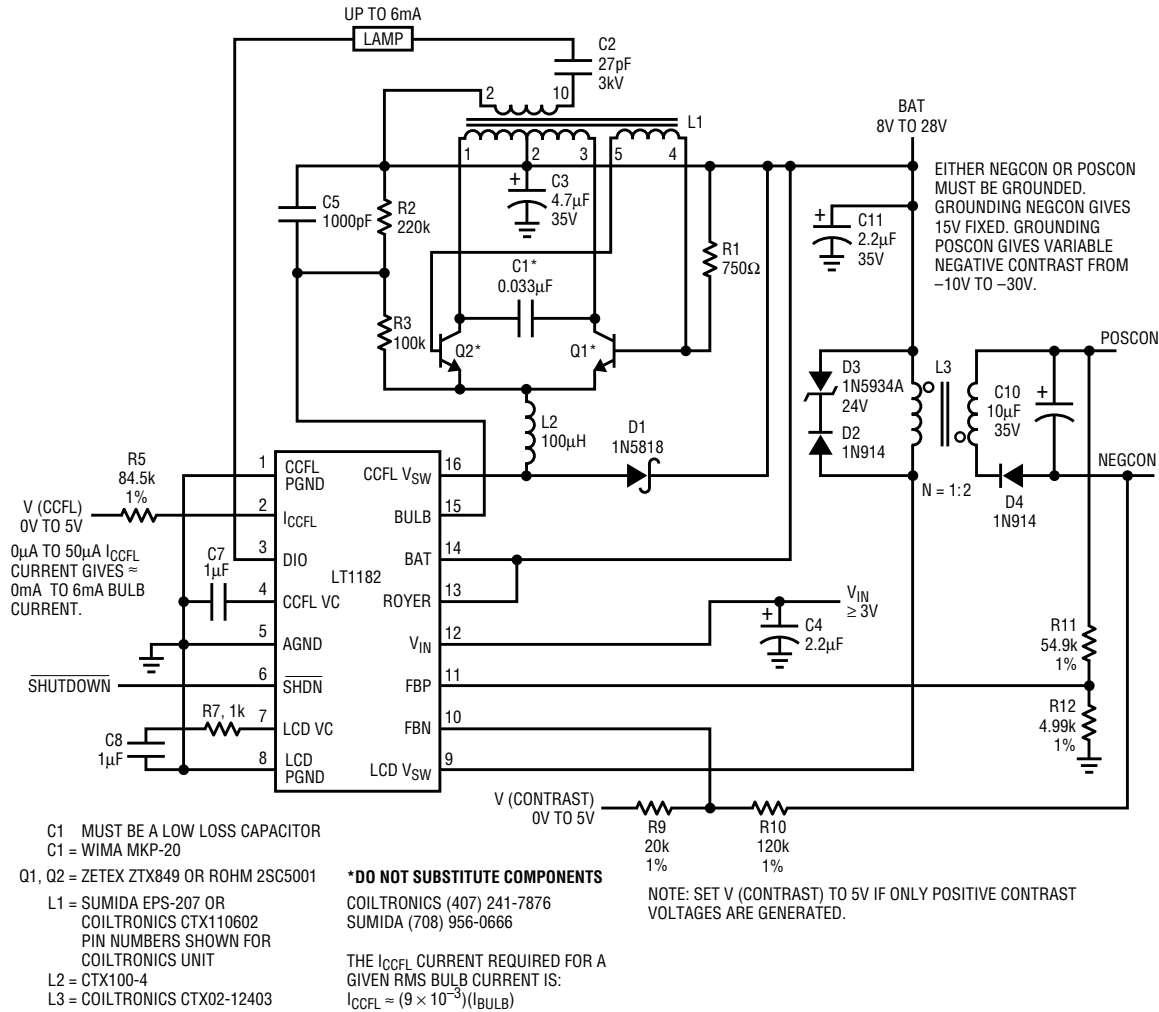 UP TO 6mA
LAMP
C2
27pF
3kV
2
10
L1
1
2
3
5
4
BAT
8V TO 28V
EITHER NEGCON OR POSCON
MUST BE GROUNDED.
GROUNDING NEGCON GIVES
15V FIXED. GROUNDING
POSCON GIVES VARIABLE
NEGATIVE CONTRAST FROM
–10V TO –30V.
C5
1000pF
R2
220k
+
C3
4.7µF
35V
R1
750Ω
+
C11
2.2µF
35V
C1*
0.033µF
R3
100k
Q2*
Q1*
L2
100µH
D1
1N5818
D3
1N5934A
24V
D2
1N914
L3
N = 1:2
C10
10µF
35V
+
POSCON
NEGCON
D4
1N914
R5
84.5k
1%
V (CCFL)
0V TO 5V
0µA TO 50µA ICCFL
CURRENT GIVES ≈
0mA TO 6mA BULB
CURRENT.
C7
1µF
SHUTDOWN
R7, 1k
C8
1µF
LT1182
1
CCFL
PGND
2
ICCFL
3
DIO
4
CCFL VC
5
AGND
6
SHDN
7
LCD VC
8
LCD
PGND
16
CCFL VSW
15
BULB
14
BAT
13
ROYER
12
VIN
11
FBP
10
FBN
9
LCD VSW
VIN
≥ 3V
+
C4
2.2µF
R11
54.9k
1%
R12
4.99k
1%
V (CONTRAST)
0V TO 5V
R9
20k
1%
R10
120k
1%
NOTE: SET V (CONTRAST) TO 5V IF ONLY POSITIVE CONTRAST
VOLTAGES ARE GENERATED.
C1 MUST BE A LOW LOSS CAPACITOR
C1 = WIMA MKP-20
Q1, Q2 = ZETEX ZTX849 OR ROHM 2SC5001
L1 = SUMIDA EPS-207 OR
COILTRONICS CTX110602
PIN NUMBERS SHOWN FOR
COILTRONICS UNIT
L2 = CTX100-4
L3 = COILTRONICS CTX02-12403
*DO NOT SUBSTITUTE COMPONENTS
COILTRONICS (407) 241-7876
SUMIDA (708) 956-0666
THE ICCFL CURRENT REQUIRED FOR A
GIVEN RMS BULB CURRENT IS:
ICCFL ≈ (9 × 10–3)(IBULB)